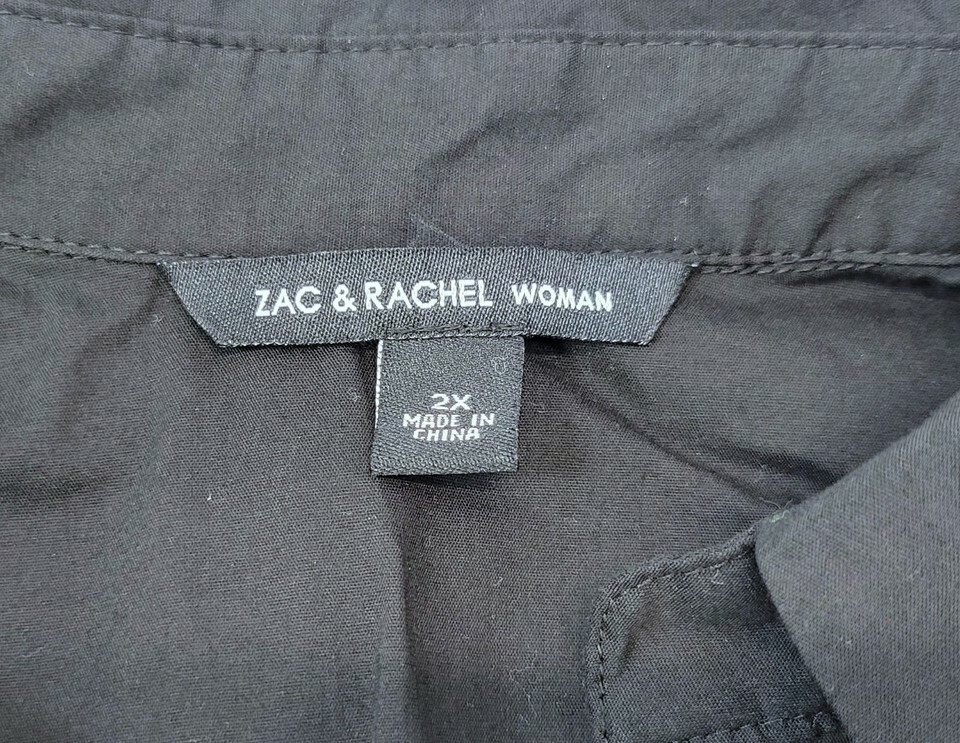 ZAC & RACHEL WOMAN
2X
MADE IN
CHINA